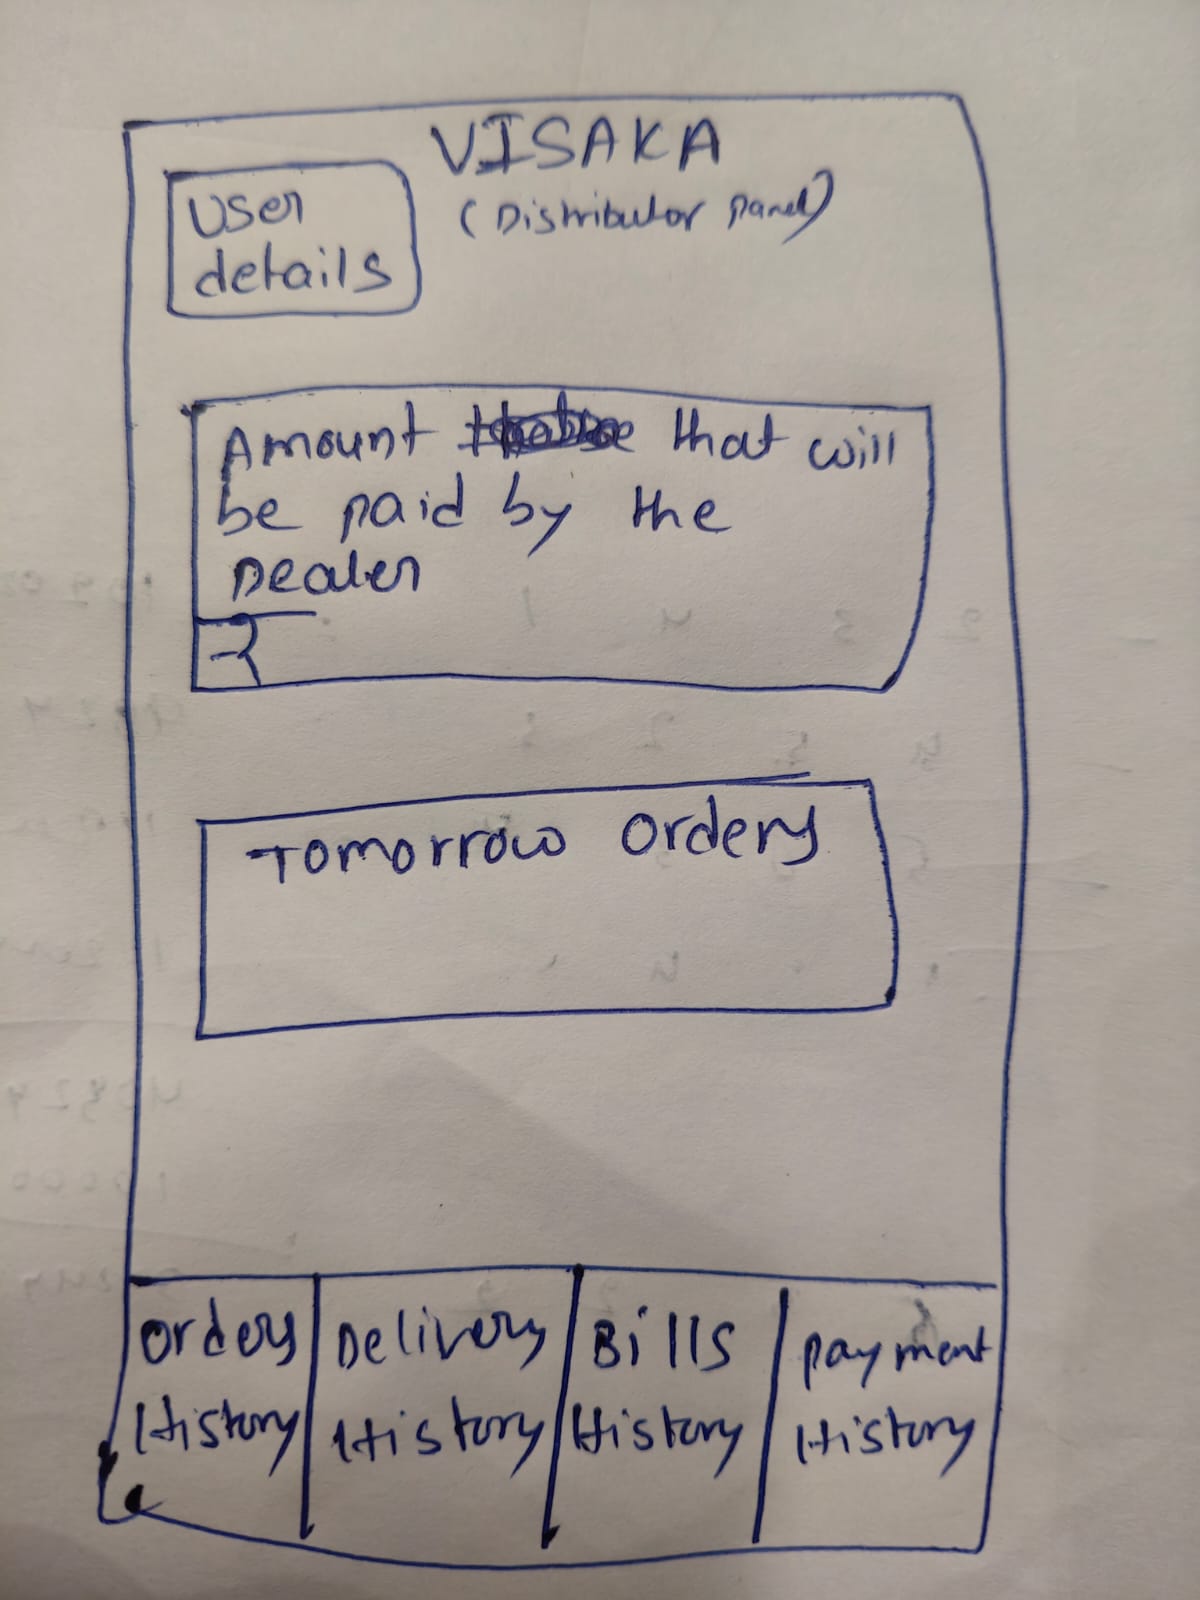 VISAKA
(Distributor panel)
User
details
Amount that will
be paid by the
Dealer
Tomorrow Orders
Orders
History
Delivery
History
Bills
History
payment
History